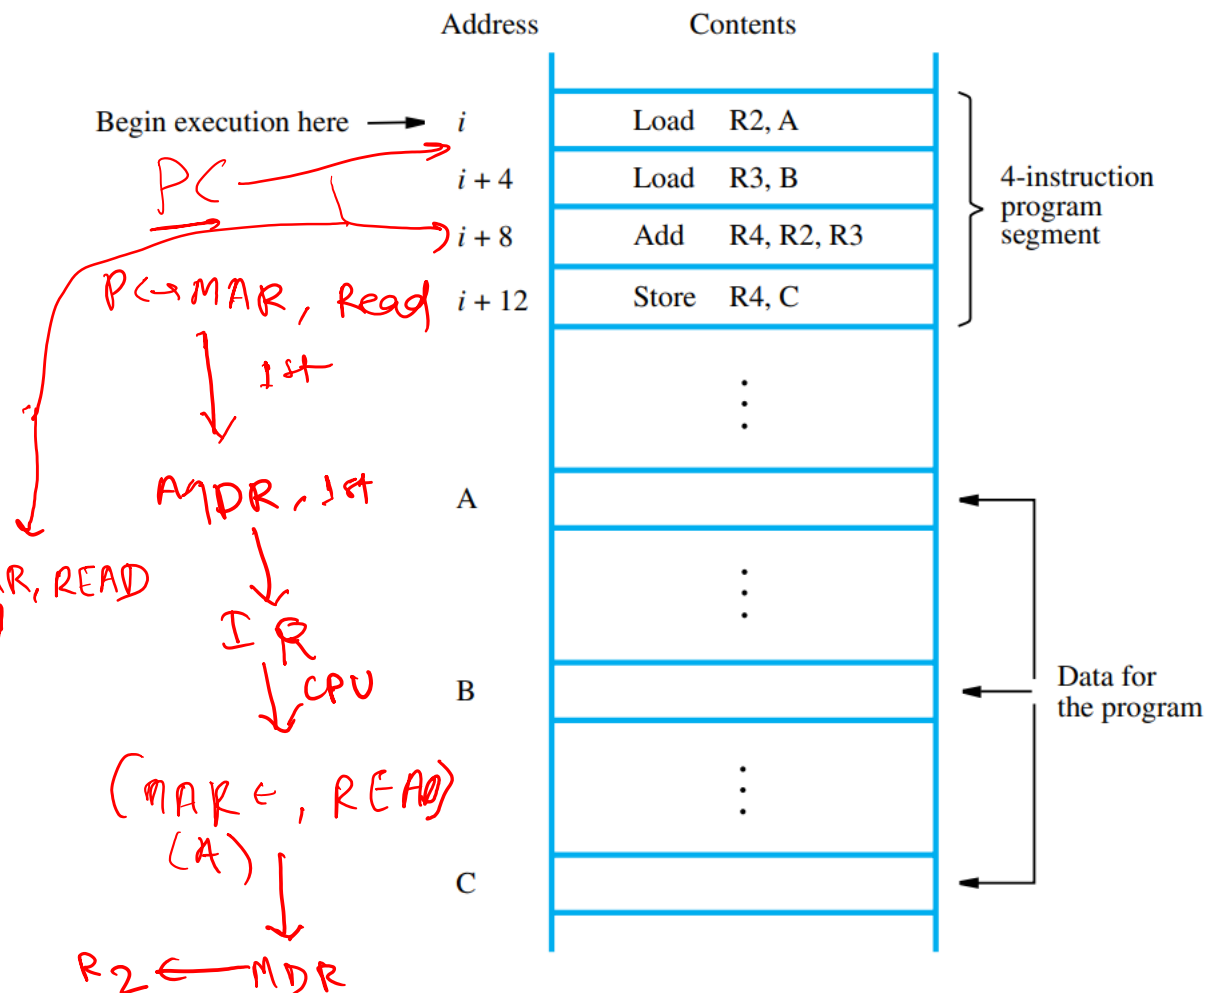 Address Contents
Begin execution here i Load R2, A
PC i + 4 Load R3, B
4-instruction
program
segment
i + 8 Add R4, R2, R3
PC→MAR, Read i + 12 Store R4, C
1st
MDR, 1st A
R, READ
IR
CPU B
Data for
the program
(MAR ←, READ)
(A)
C
R2 ← MDR